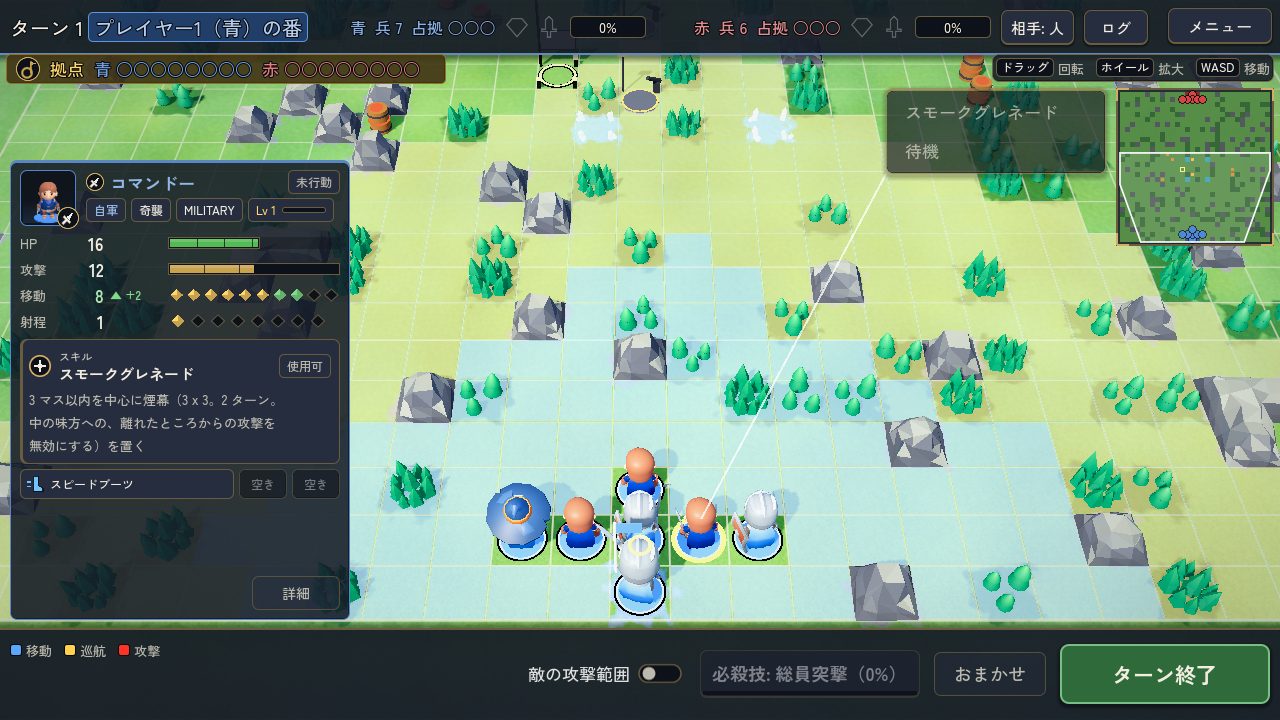 ターン 1 プレイヤー1（青）の番 青 兵 7 占拠 〇〇〇 0% 赤 兵 6 占拠 〇〇〇 0% 相手: 人 ログ メニュー
拠点 青 〇〇〇〇〇〇〇〇 赤 〇〇〇〇〇〇〇〇 ドラッグ 回転 ホイール 拡大 WASD 移動
スモークグレネード
待機
コマンドー 未行動
自軍 奇襲 MILITARY Lv 1
HP 16
攻撃 12
移動 8 ▲+2
射程 1
スキル
スモークグレネード 使用可
3 マス以内を中心に煙幕（3 x 3。2 ターン。
中の味方への、離れたところからの攻撃を
無効にする）を置く
スピードブーツ 空き 空き
詳細
移動 巡航 攻撃
敵の攻撃範囲 必殺技: 総員突撃（0%） おまかせ ターン終了